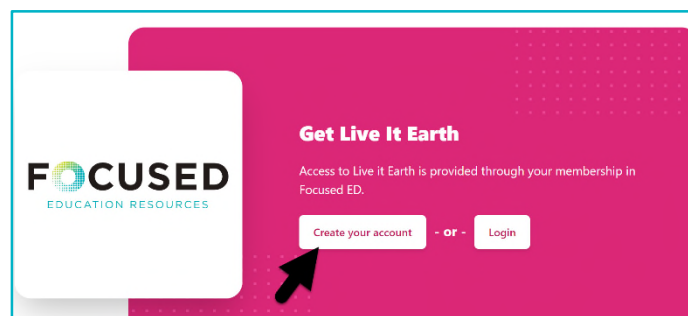 FOCUSED
EDUCATION RESOURCES
Get Live It Earth
Access to Live it Earth is provided through your membership in
Focused ED.
Create your account - or - Login